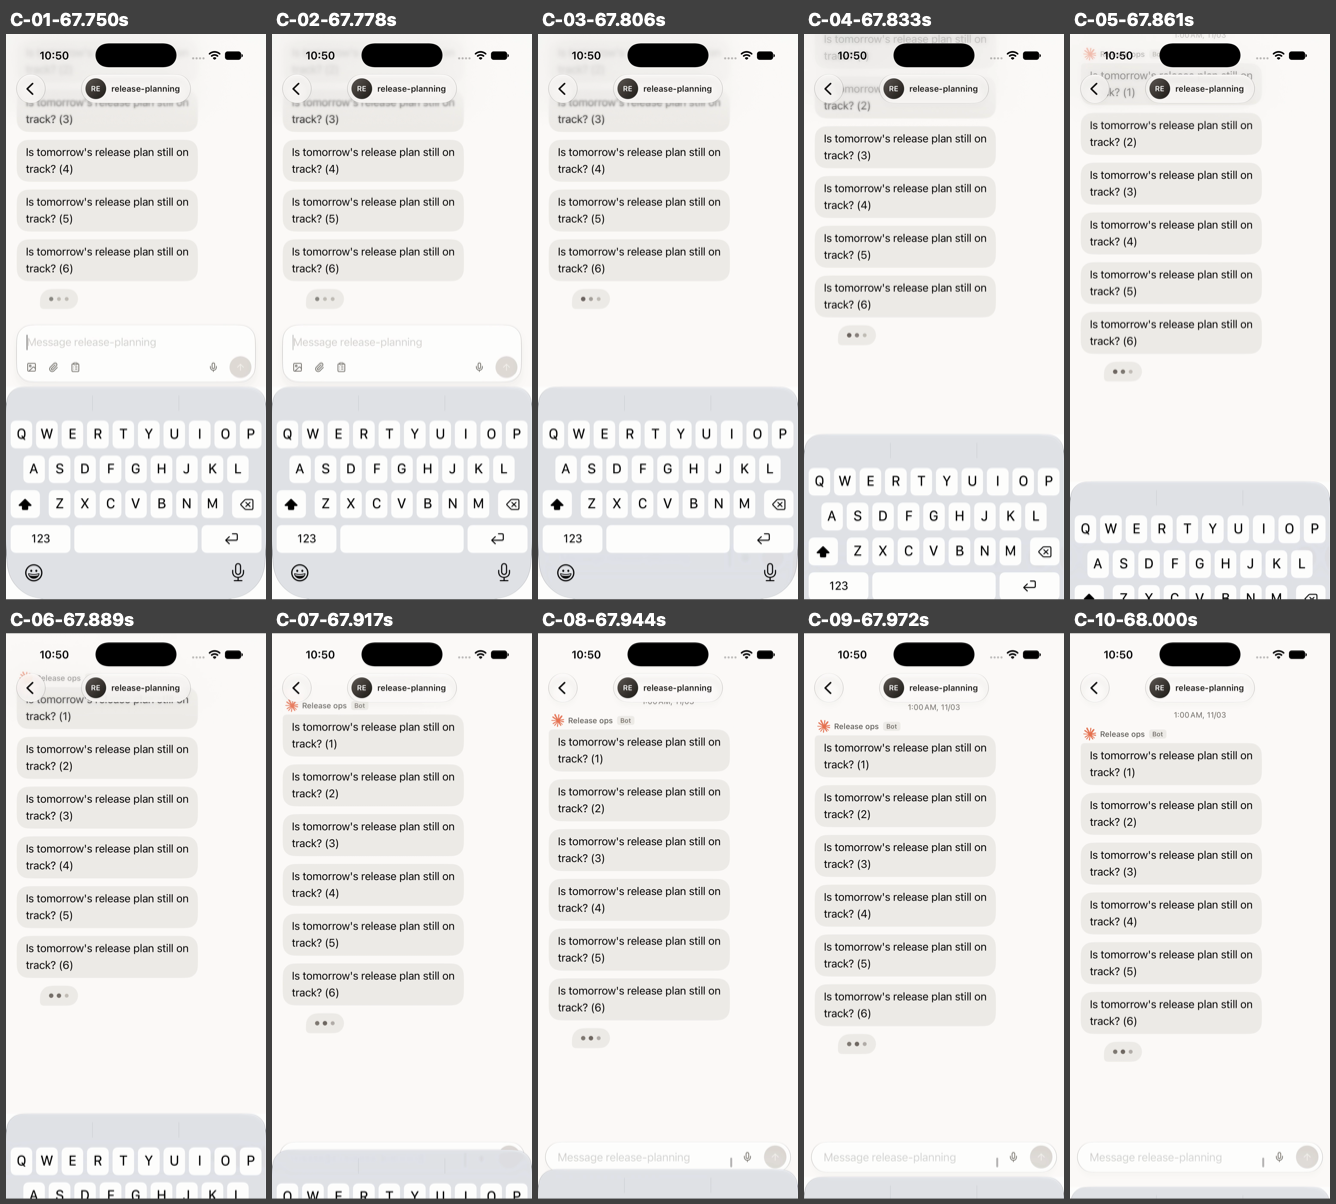 C-01-67.750s
10:50
RE release-planning
Is tomorrow's release plan still on
track? (3)
Is tomorrow's release plan still on
track? (4)
Is tomorrow's release plan still on
track? (5)
Is tomorrow's release plan still on
track? (6)
Message release-planning
Q W E R T Y U I O P
A S D F G H J K L
Z X C V B N M
123
C-02-67.778s
10:50
RE release-planning
Is tomorrow's release plan still on
track? (3)
Is tomorrow's release plan still on
track? (4)
Is tomorrow's release plan still on
track? (5)
Is tomorrow's release plan still on
track? (6)
Message release-planning
Q W E R T Y U I O P
A S D F G H J K L
Z X C V B N M
123
C-03-67.806s
10:50
RE release-planning
Is tomorrow's release plan still on
track? (3)
Is tomorrow's release plan still on
track? (4)
Is tomorrow's release plan still on
track? (5)
Is tomorrow's release plan still on
track? (6)
Q W E R T Y U I O P
A S D F G H J K L
Z X C V B N M
123
C-04-67.833s
10:50
RE release-planning
track? (2)
Is tomorrow's release plan still on
track? (3)
Is tomorrow's release plan still on
track? (4)
Is tomorrow's release plan still on
track? (5)
Is tomorrow's release plan still on
track? (6)
Q W E R T Y U I O P
A S D F G H J K L
Z X C V B N M
123
C-05-67.861s
10:50
RE release-planning
(1)
Is tomorrow's release plan still on
track? (2)
Is tomorrow's release plan still on
track? (3)
Is tomorrow's release plan still on
track? (4)
Is tomorrow's release plan still on
track? (5)
Is tomorrow's release plan still on
track? (6)
Q W E R T Y U I O P
A S D F G H J K L
Z X C V B N M
C-06-67.889s
10:50
RE release-planning
Is tomorrow's release plan still on
track? (1)
Is tomorrow's release plan still on
track? (2)
Is tomorrow's release plan still on
track? (3)
Is tomorrow's release plan still on
track? (4)
Is tomorrow's release plan still on
track? (5)
Is tomorrow's release plan still on
track? (6)
Q W E R T Y U I O P
A S D F G H J K L
C-07-67.917s
10:50
RE release-planning
Release ops Bot
Is tomorrow's release plan still on
track? (1)
Is tomorrow's release plan still on
track? (2)
Is tomorrow's release plan still on
track? (3)
Is tomorrow's release plan still on
track? (4)
Is tomorrow's release plan still on
track? (5)
Is tomorrow's release plan still on
track? (6)
Q W E R T Y U I O P
C-08-67.944s
10:50
RE release-planning
Release ops Bot
Is tomorrow's release plan still on
track? (1)
Is tomorrow's release plan still on
track? (2)
Is tomorrow's release plan still on
track? (3)
Is tomorrow's release plan still on
track? (4)
Is tomorrow's release plan still on
track? (5)
Is tomorrow's release plan still on
track? (6)
Message release-planning
C-09-67.972s
10:50
RE release-planning
1:00 AM, 11/03
Release ops Bot
Is tomorrow's release plan still on
track? (1)
Is tomorrow's release plan still on
track? (2)
Is tomorrow's release plan still on
track? (3)
Is tomorrow's release plan still on
track? (4)
Is tomorrow's release plan still on
track? (5)
Is tomorrow's release plan still on
track? (6)
Message release-planning
C-10-68.000s
10:50
RE release-planning
1:00 AM, 11/03
Release ops Bot
Is tomorrow's release plan still on
track? (1)
Is tomorrow's release plan still on
track? (2)
Is tomorrow's release plan still on
track? (3)
Is tomorrow's release plan still on
track? (4)
Is tomorrow's release plan still on
track? (5)
Is tomorrow's release plan still on
track? (6)
Message release-planning